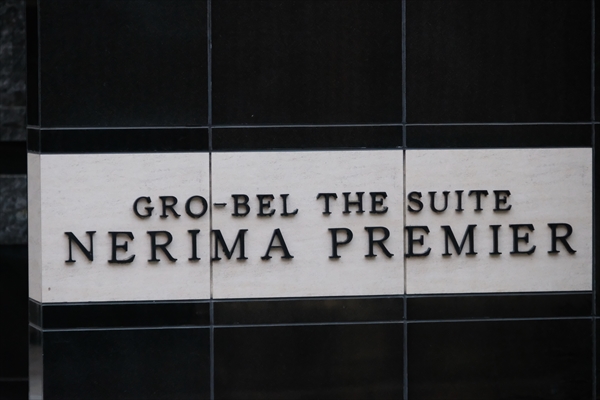 GRO-BEL THE SUITE
NERIMA PREMIER